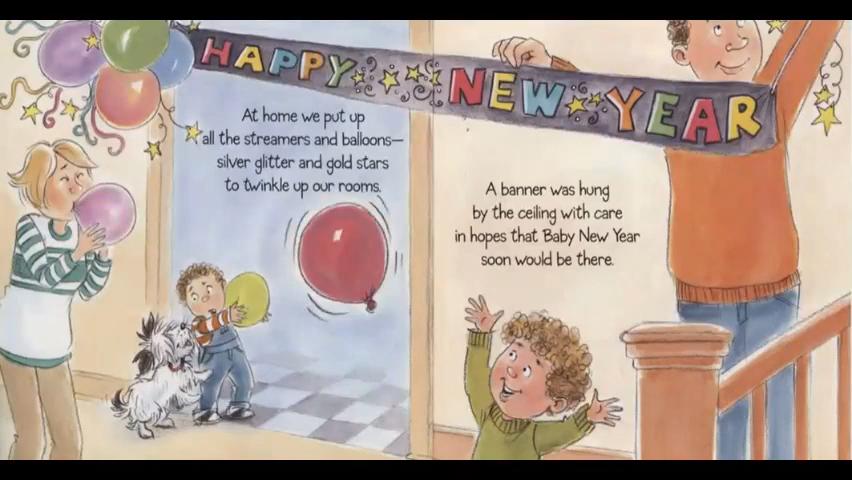 HAPPY NEW YEAR
At home we put up
all the streamers and balloons—
silver glitter and gold stars
to twinkle up our rooms.
A banner was hung
by the ceiling with care
in hopes that Baby New Year
soon would be there.